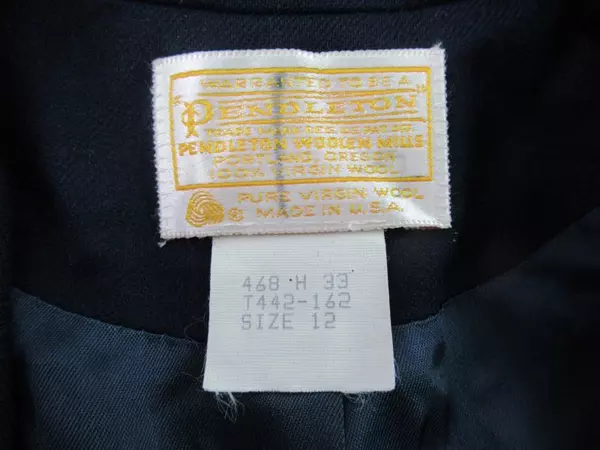 WARRANTED TO BE A
"PENDLETON"
TRADE MARK REG. U.S. PAT. OFF.
PENDLETON WOOLEN MILLS
PORTLAND, OREGON
100% VIRGIN WOOL
PURE VIRGIN WOOL
® MADE IN U.S.A.
468 H 33
T442-162
SIZE 12